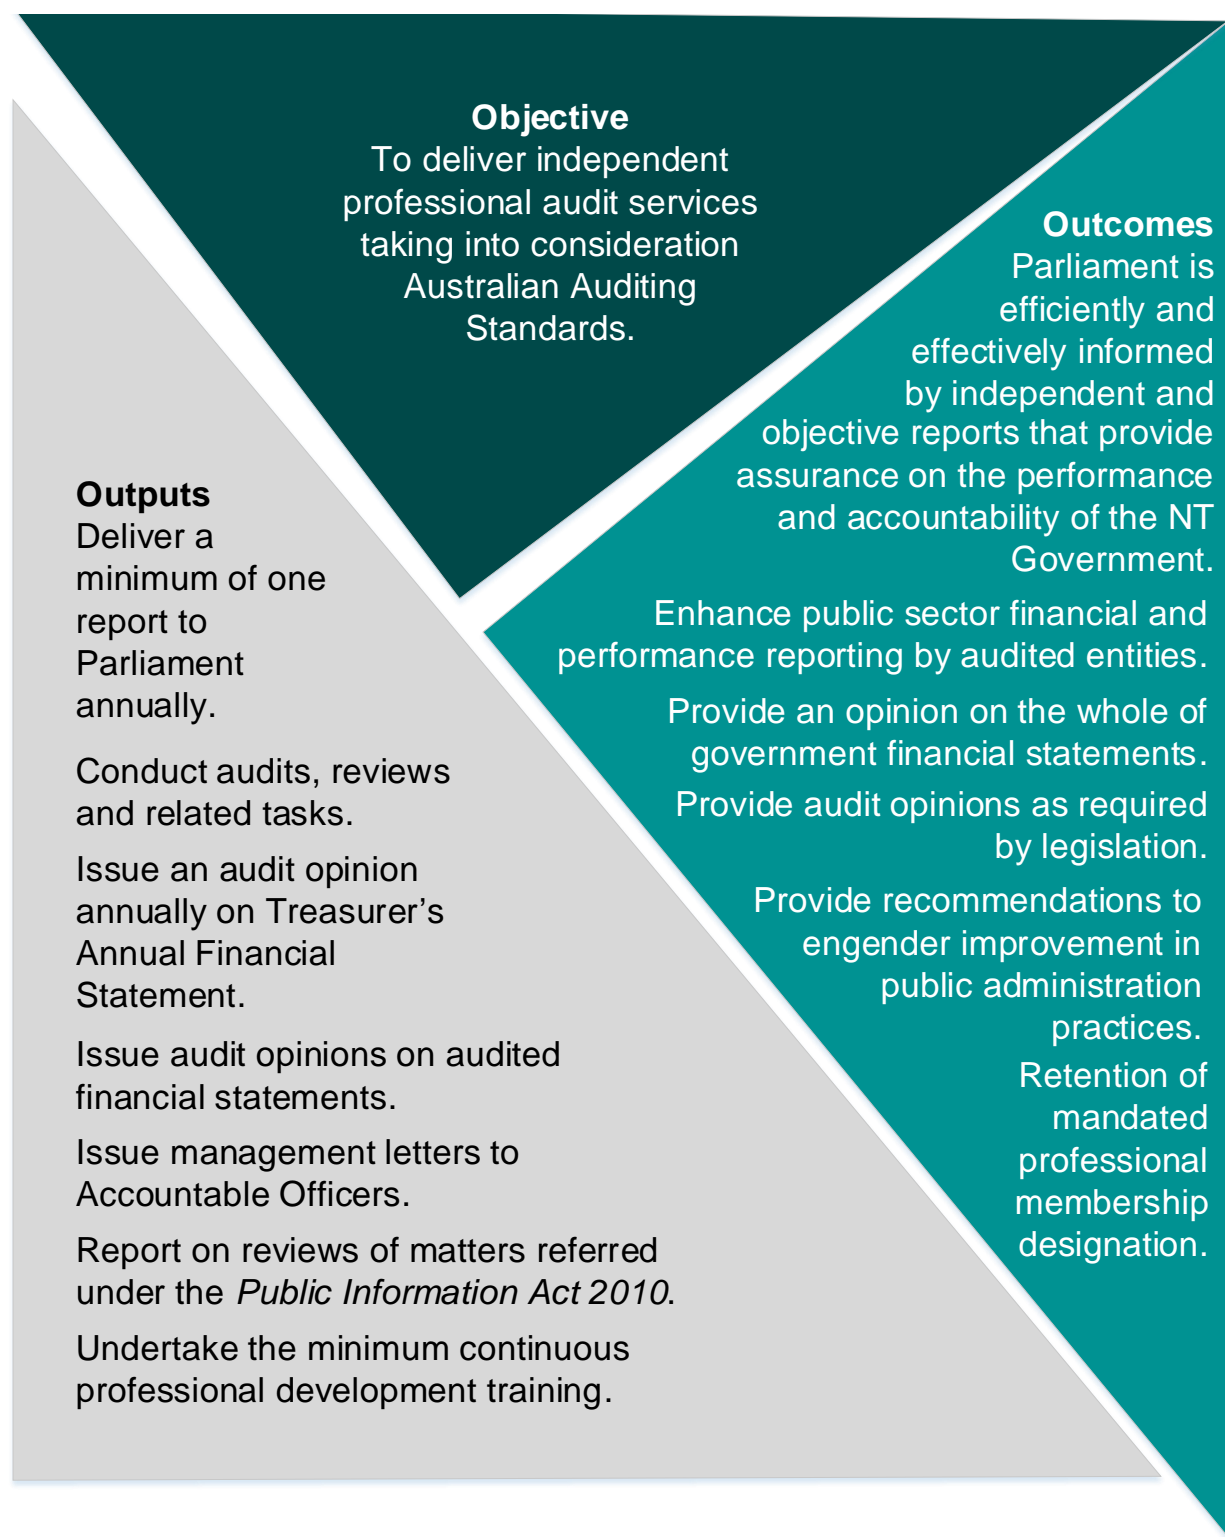 Objective
To deliver independent
professional audit services
taking into consideration
Australian Auditing
Standards.
Outcomes
Parliament is
efficiently and
effectively informed
by independent and
objective reports that provide
assurance on the performance
and accountability of the NT
Government.
Enhance public sector financial and
performance reporting by audited entities.
Provide an opinion on the whole of
government financial statements.
Provide audit opinions as required
by legislation.
Provide recommendations to
engender improvement in
public administration
practices.
Retention of
mandated
professional
membership
designation.
Outputs
Deliver a
minimum of one
report to
Parliament
annually.
Conduct audits, reviews
and related tasks.
Issue an audit opinion
annually on Treasurer’s
Annual Financial
Statement.
Issue audit opinions on audited
financial statements.
Issue management letters to
Accountable Officers.
Report on reviews of matters referred
under the Public Information Act 2010.
Undertake the minimum continuous
professional development training.